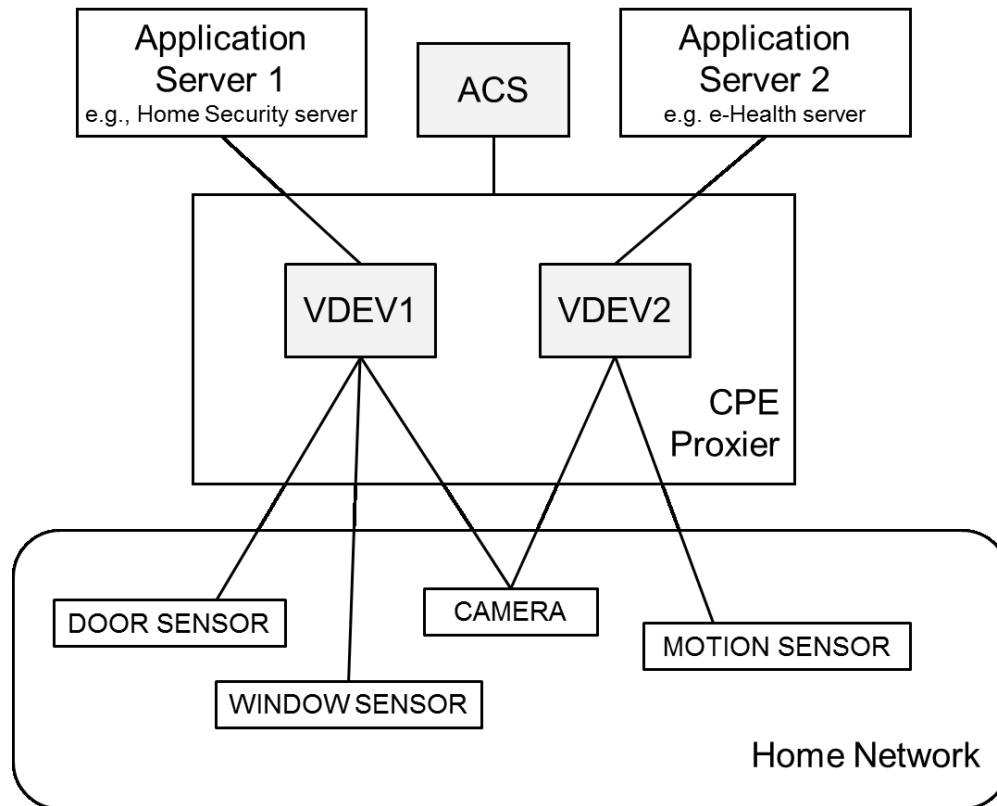 Application
Server 1
e.g., Home Security server
ACS
Application
Server 2
e.g. e-Health server
VDEV1
VDEV2
CPE
Proxier
DOOR SENSOR
CAMERA
MOTION SENSOR
WINDOW SENSOR
Home Network